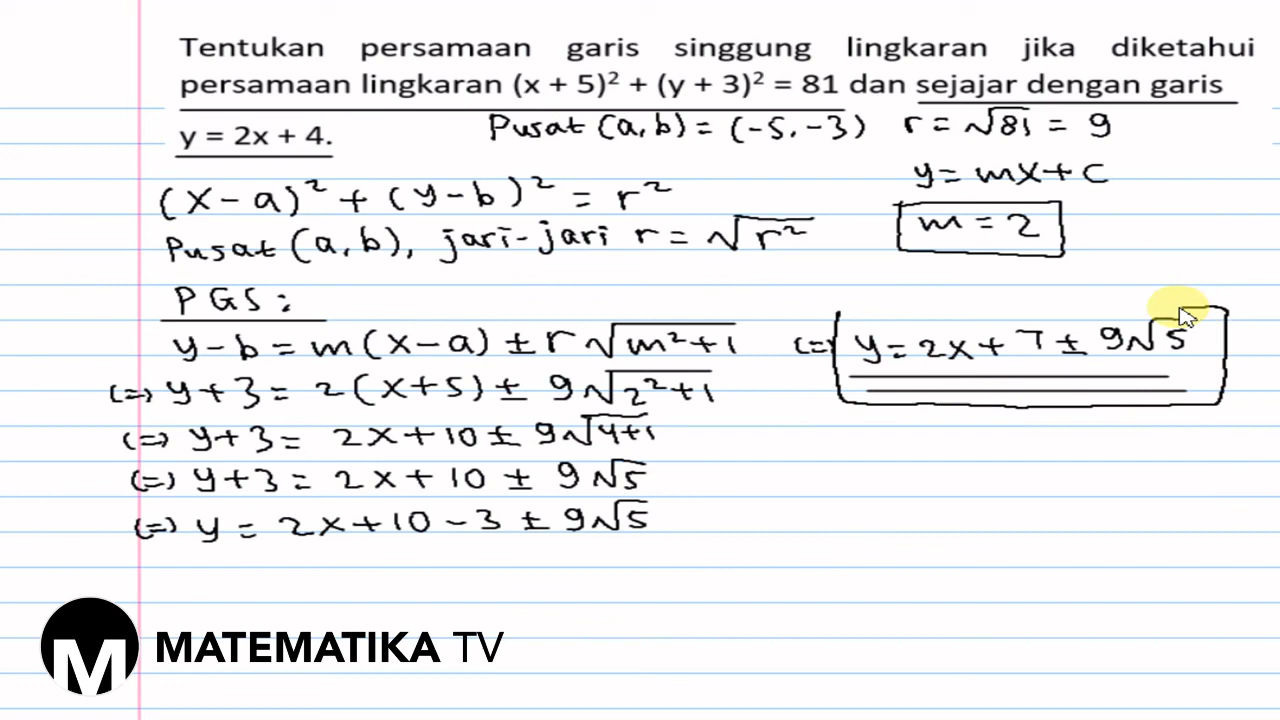 Tentukan persamaan garis singgung lingkaran jika diketahui
persamaan lingkaran (x + 5)² + (y + 3)² = 81 dan sejajar dengan garis
y = 2x + 4.
Pusat (a, b) = (-5, -3) r = √81 = 9
y = mx + c
m = 2
(x - a)² + (y - b)² = r²
Pusat (a, b), jari-jari r = √r²
PGS :
y - b = m(x - a) ± r √m² + 1
(=) y + 3 = 2(x + 5) ± 9√2² + 1
(=) y + 3 = 2x + 10 ± 9√4+1
(=) y + 3 = 2x + 10 ± 9√5
(=) y = 2x + 10 - 3 ± 9√5
(=) y = 2x + 7 ± 9√5
M MATEMATIKA TV